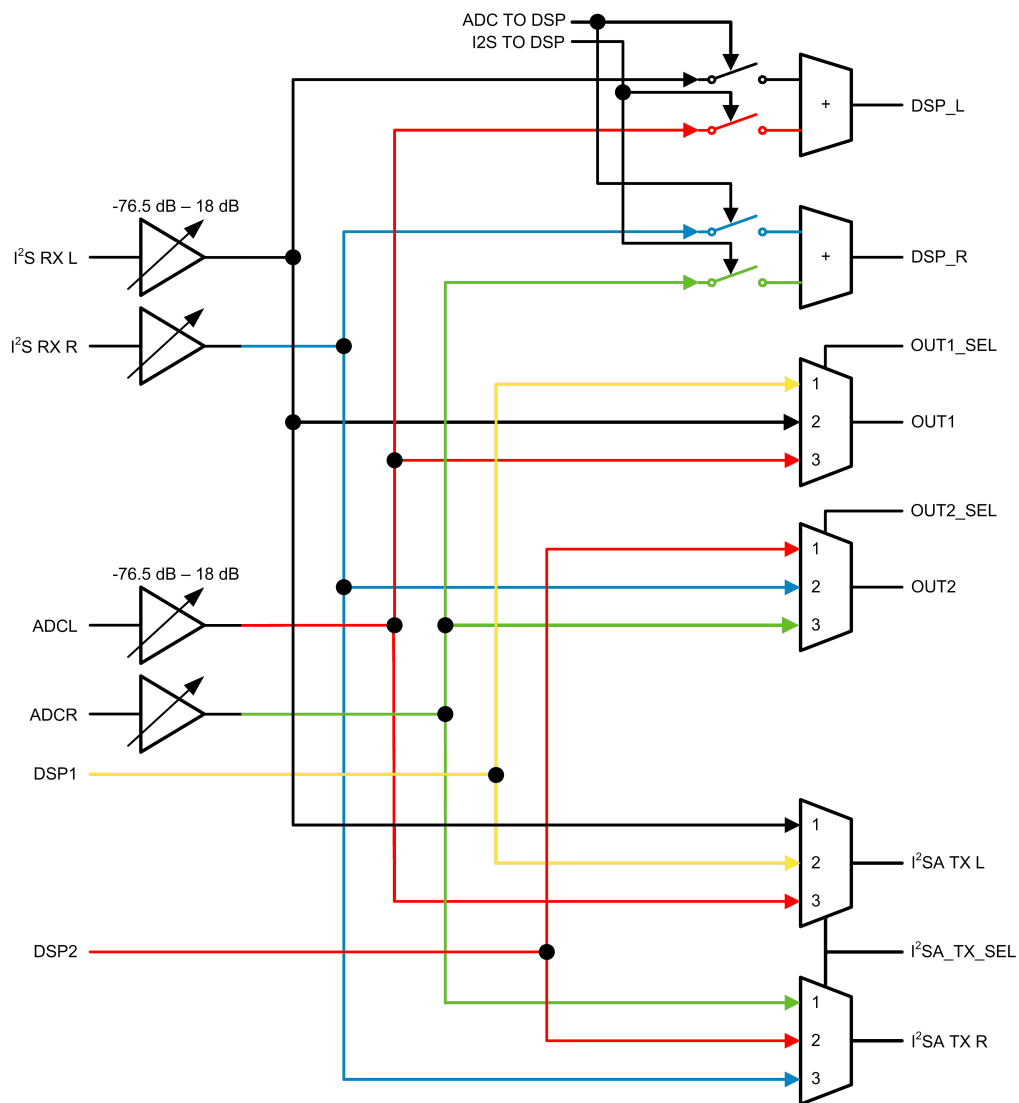 ADC TO DSP
I2S TO DSP
+
DSP_L
-76.5 dB – 18 dB
I²S RX L
+
DSP_R
I²S RX R
OUT1_SEL
1
2
3
OUT1
OUT2_SEL
1
2
3
OUT2
-76.5 dB – 18 dB
ADCL
ADCR
DSP1
1
2
3
I²SA TX L
DSP2
I²SA_TX_SEL
1
2
3
I²SA TX R